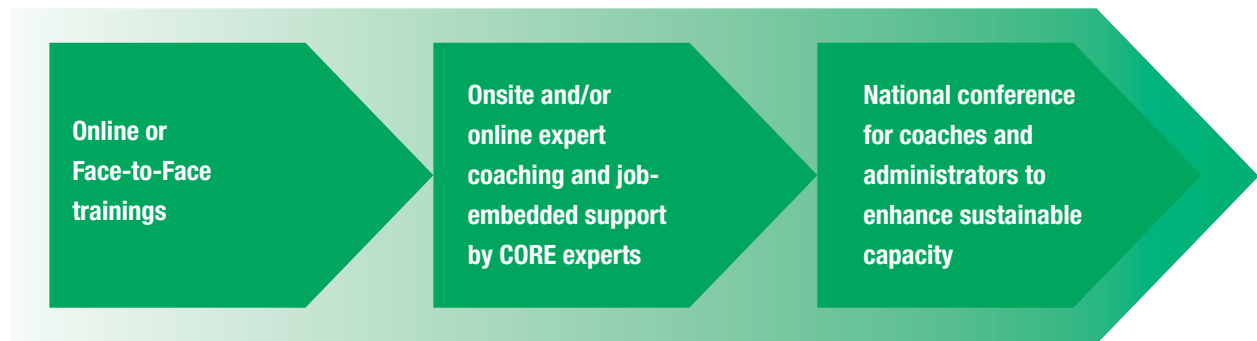 Online or
Face-to-Face
trainings
Onsite and/or
online expert
coaching and job-
embedded support
by CORE experts
National conference
for coaches and
administrators to
enhance sustainable
capacity